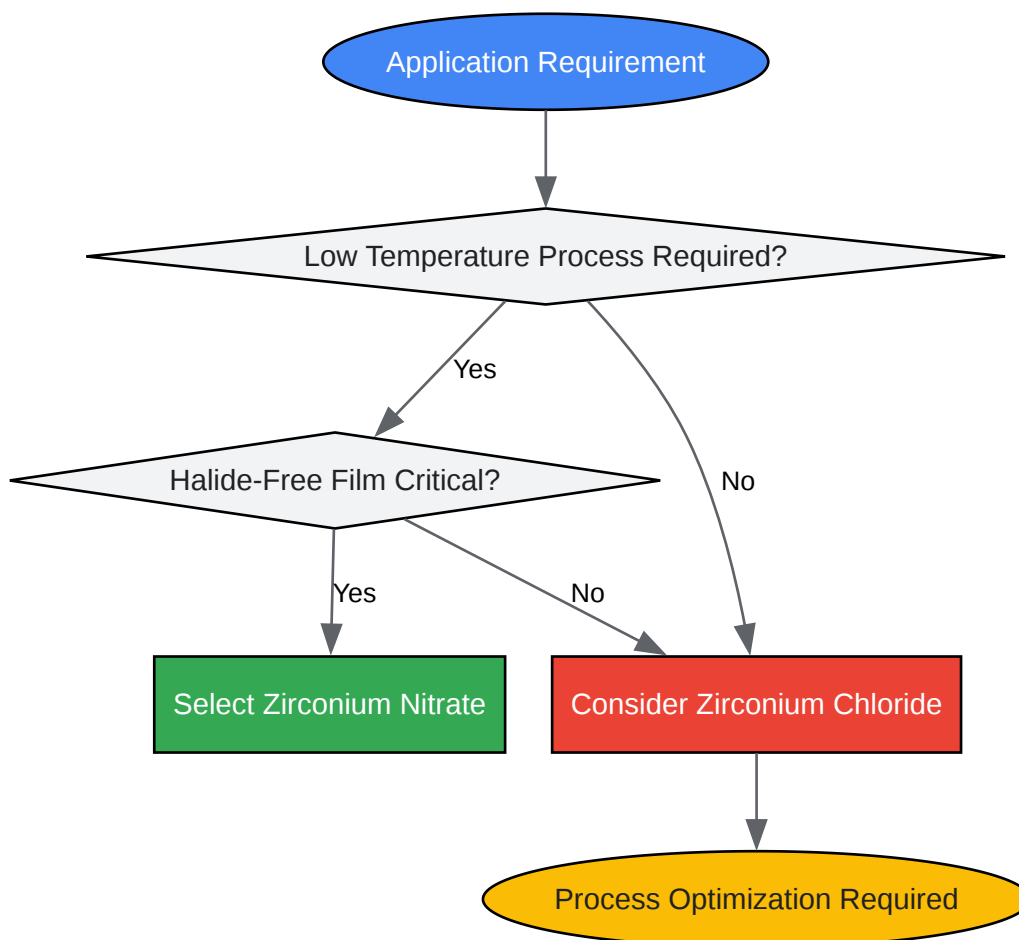 Application Requirement
Low Temperature Process Required?
Yes
No
Halide-Free Film Critical?
Yes
No
Select Zirconium Nitrate
Consider Zirconium Chloride
Process Optimization Required